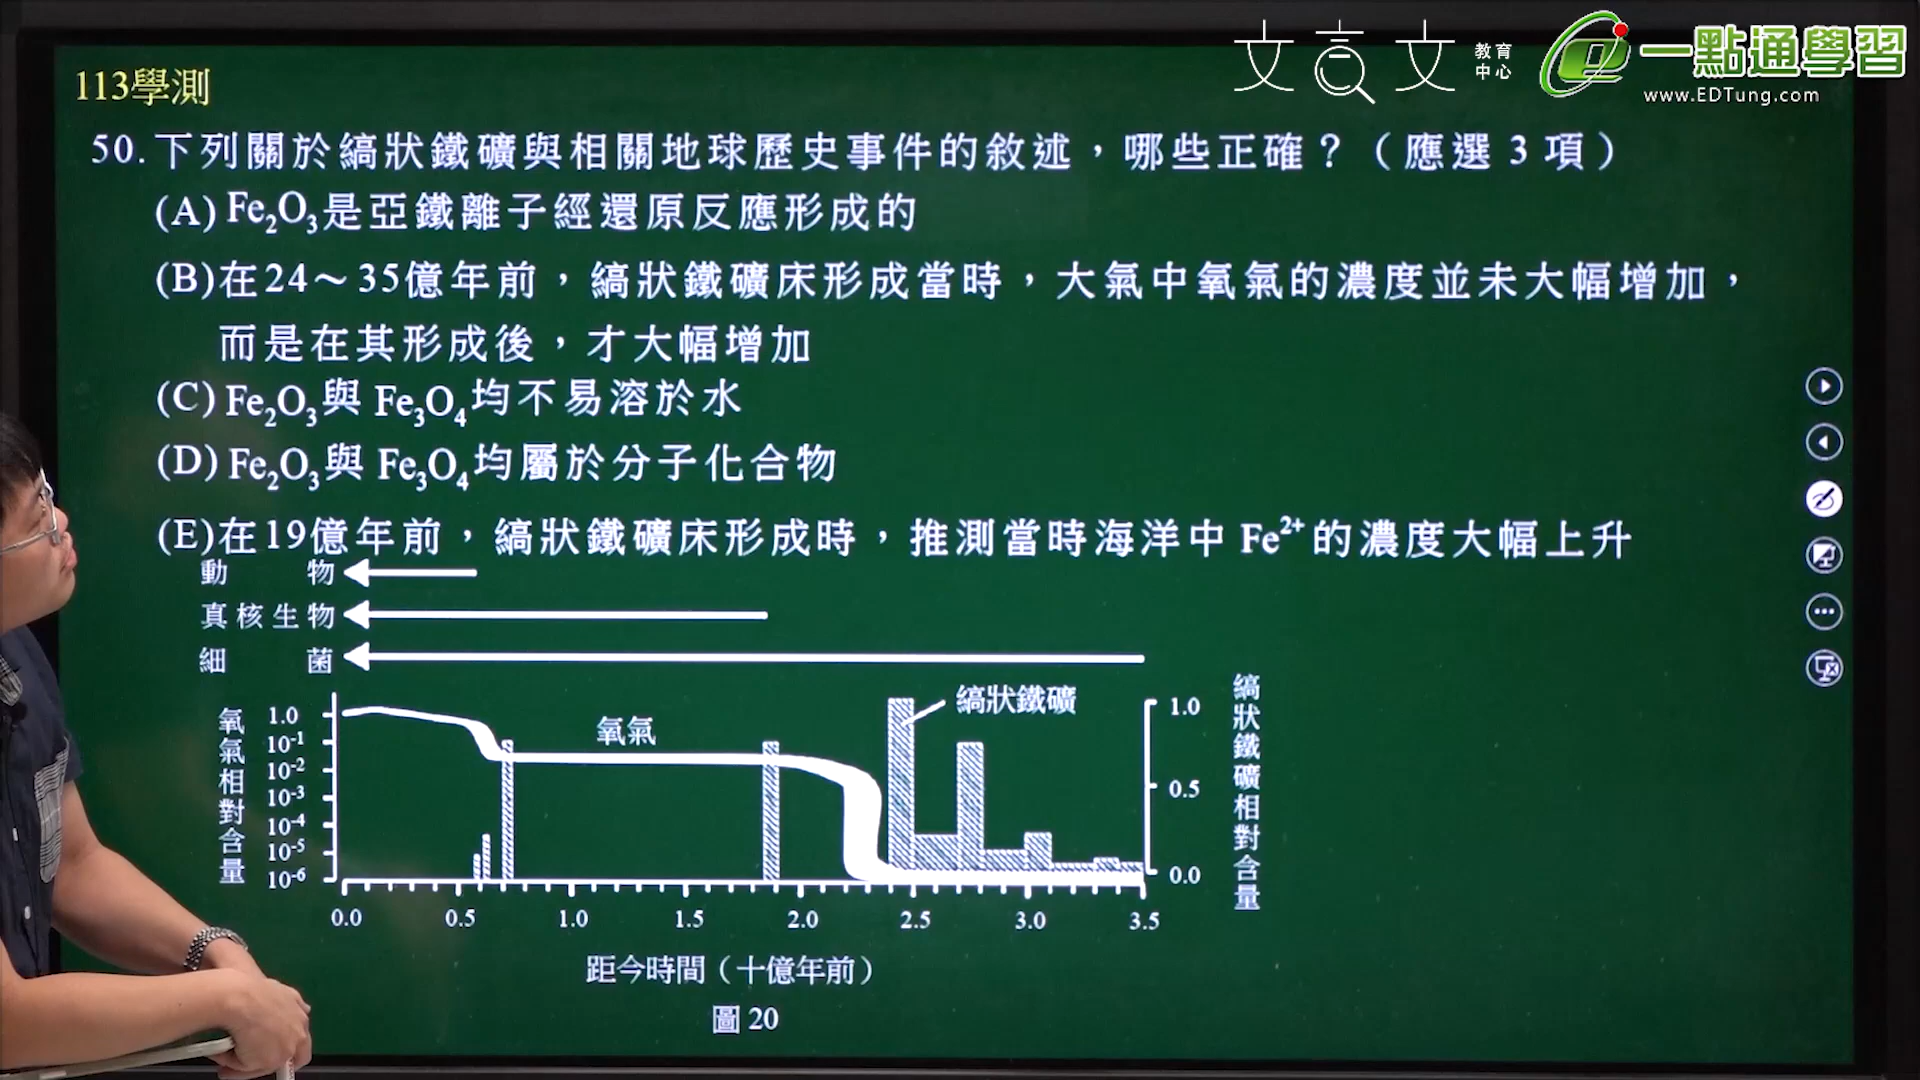 文言文 教育中心 一點通學習
www.EDTung.com
113學測
50.下列關於縞狀鐵礦與相關地球歷史事件的敘述，哪些正確？（應選3項）
(A) Fe₂O₃是亞鐵離子經還原反應形成的
(B)在24～35億年前，縞狀鐵礦床形成當時，大氣中氧氣的濃度並未大幅增加，
而是在其形成後，才大幅增加
(C) Fe₂O₃與 Fe₃O₄均不易溶於水
(D) Fe₂O₃與 Fe₃O₄均屬於分子化合物
(E)在19億年前，縞狀鐵礦床形成時，推測當時海洋中 Fe²⁺的濃度大幅上升
動物
真核生物
細菌
氧氣相對含量
1.0
10⁻¹
10⁻²
10⁻³
10⁻⁴
10⁻⁵
10⁻⁶
氧氣
縞狀鐵礦
1.0
0.5
0.0
縞狀鐵礦相對含量
0.0 0.5 1.0 1.5 2.0 2.5 3.0 3.5
距今時間（十億年前）
圖 20